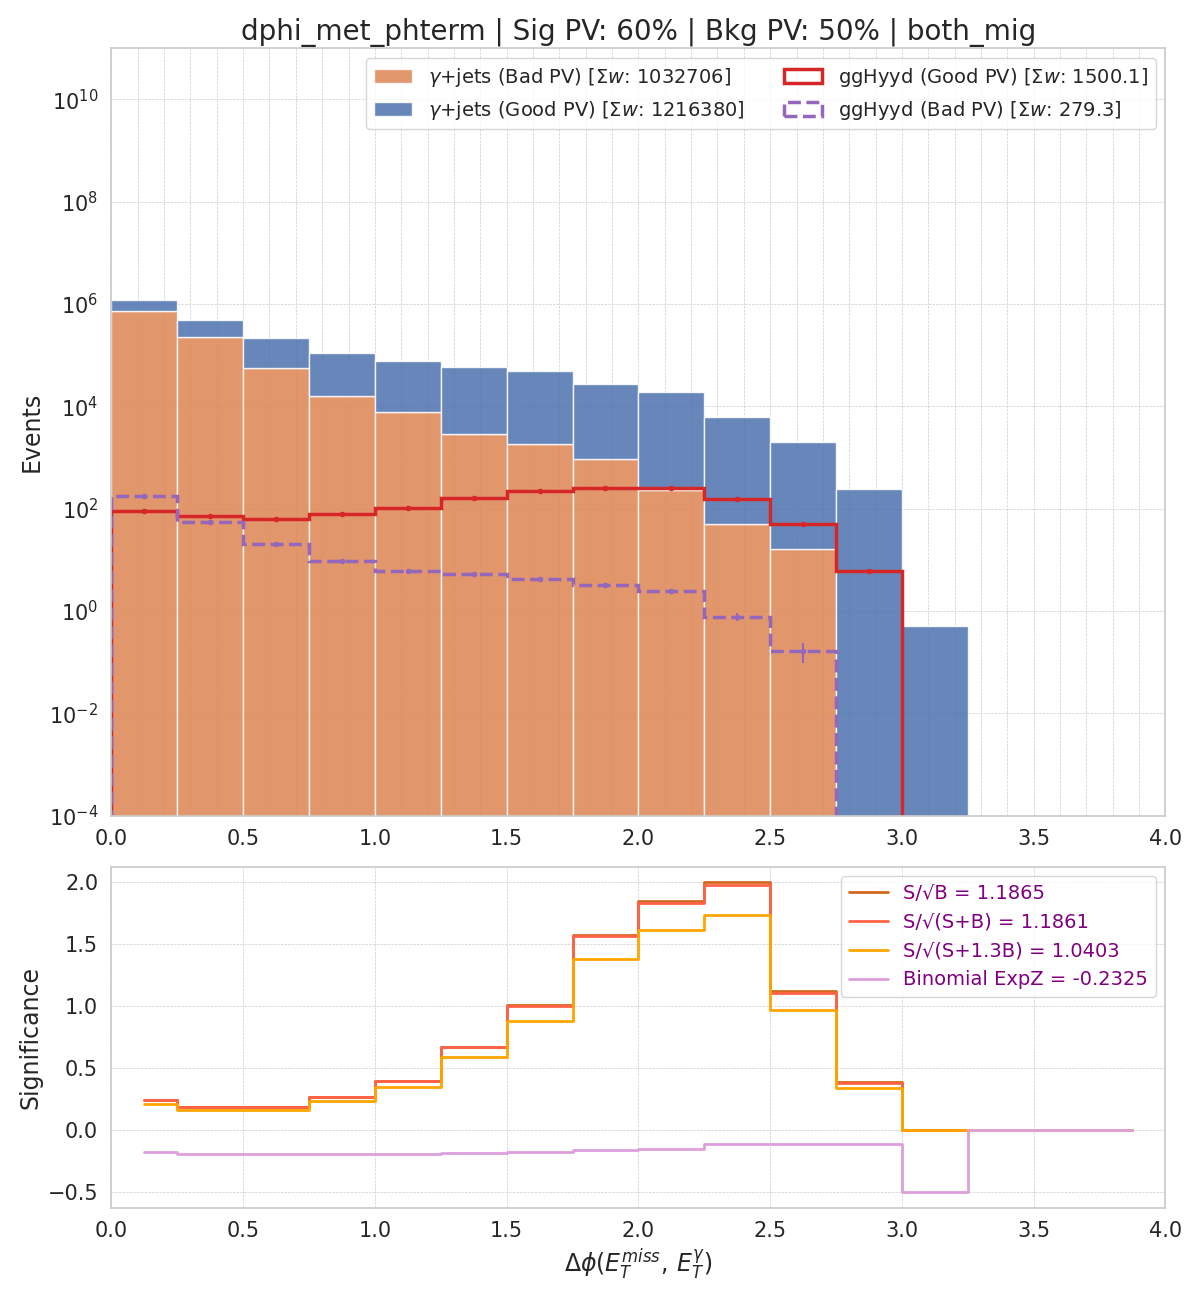 dphi_met_phterm | Sig PV: 60% | Bkg PV: 50% | both_mig
γ+jets (Bad PV) [Σw: 1032706]
γ+jets (Good PV) [Σw: 1216380]
ggHyyd (Good PV) [Σw: 1500.1]
ggHyyd (Bad PV) [Σw: 279.3]
Events
10^10
10^8
10^6
10^4
10^2
10^0
10^−2
10^−4
0.0 0.5 1.0 1.5 2.0 2.5 3.0 3.5 4.0
S/√B = 1.1865
S/√(S+B) = 1.1861
S/√(S+1.3B) = 1.0403
Binomial ExpZ = -0.2325
Significance
2.0
1.5
1.0
0.5
0.0
−0.5
0.0 0.5 1.0 1.5 2.0 2.5 3.0 3.5 4.0
Δϕ(E_T^miss, E_T^γ)